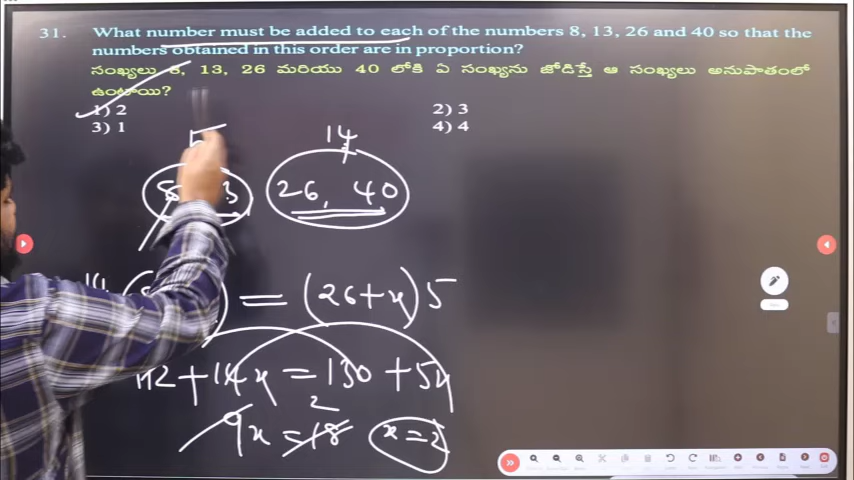 31. What number must be added to each of the numbers 8, 13, 26 and 40 so that the
numbers obtained in this order are in proportion?
సంఖ్యలు 8, 13, 26 మరియు 40 లోకి ఏ సంఖ్యను జోడిస్తే ఆ సంఖ్యలు అనుపాతంలో
ఉంటాయి?
1) 2 2) 3
3) 1 4) 4
5 14
8 3 26, 40
14 ( ) = (26+x) 5
112+14x = 130 +5x
2
9x = 18 x=2